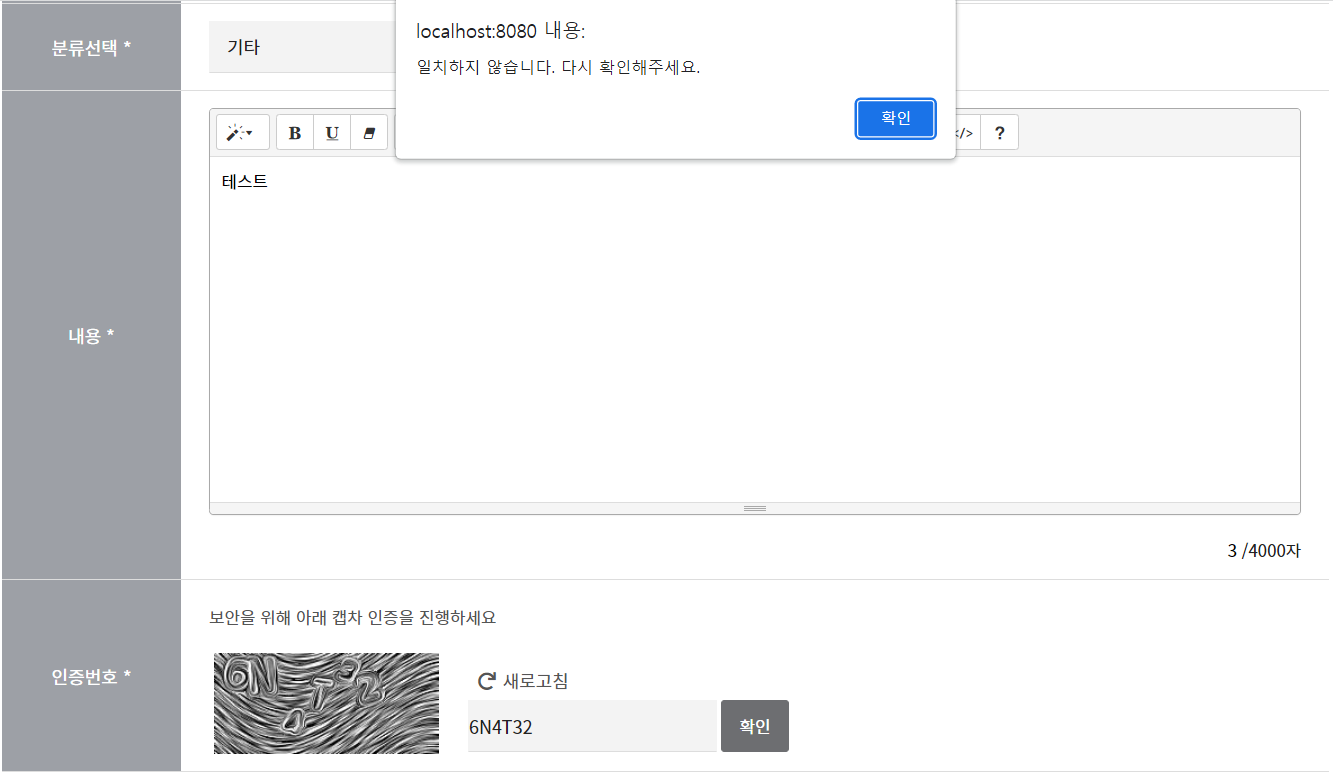 분류선택 *
기타
localhost:8080 내용:
일치하지 않습니다. 다시 확인해주세요.
확인
B U </> ?
내용 *
테스트
3 /4000자
인증번호 *
보안을 위해 아래 캡차 인증을 진행하세요
새로고침
6N4T32
확인